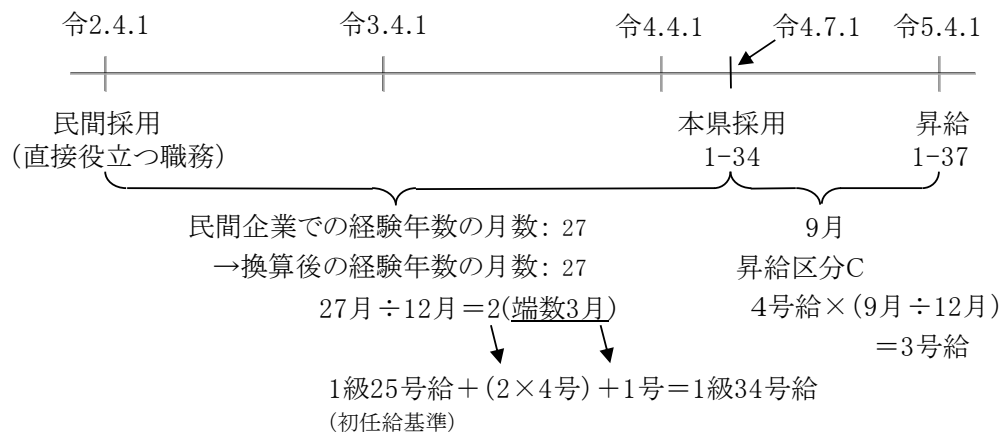 令2.4.1 令3.4.1 令4.4.1 令4.7.1 令5.4.1
民間採用 本県採用 昇給
(直接役立つ職務) 1-34 1-37
民間企業での経験年数の月数: 27 9月
→換算後の経験年数の月数: 27 昇給区分C
27月÷12月＝2(端数3月) 4号給×(9月÷12月)
＝3号給
1級25号給＋(2×4号)＋1号＝1級34号給
(初任給基準)